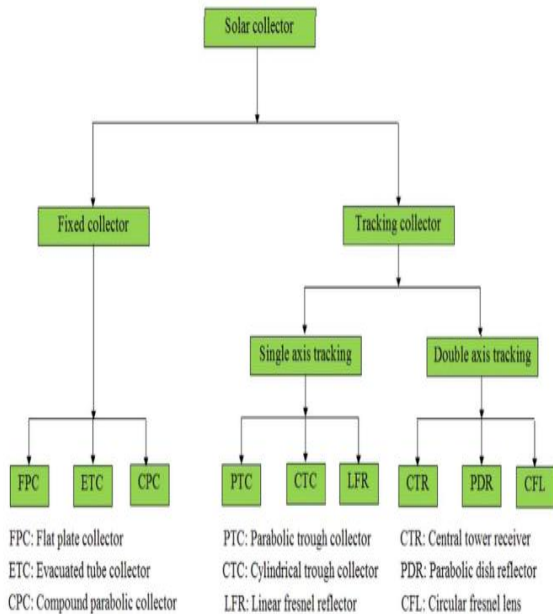 Solar collector
Fixed collector
Tracking collector
Single axis tracking
Double axis tracking
FPC
ETC
CPC
PTC
CTC
LFR
CTR
PDR
CFL
FPC: Flat plate collector
ETC: Evacuated tube collector
CPC: Compound parabolic collector
PTC: Parabolic trough collector
CTC: Cylindrical trough collector
LFR: Linear fresnel reflector
CTR: Central tower receiver
PDR: Parabolic dish reflector
CFL: Circular fresnel lens